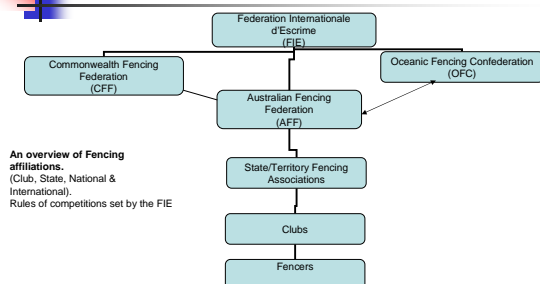 Federation Internationale
d'Escrime
(FIE)
Commonwealth Fencing
Federation
(CFF)
Oceanic Fencing Confederation
(OFC)
Australian Fencing
Federation
(AFF)
An overview of Fencing
affiliations.
(Club, State, National &
International).
Rules of competitions set by the FIE
State/Territory Fencing
Associations
Clubs
Fencers